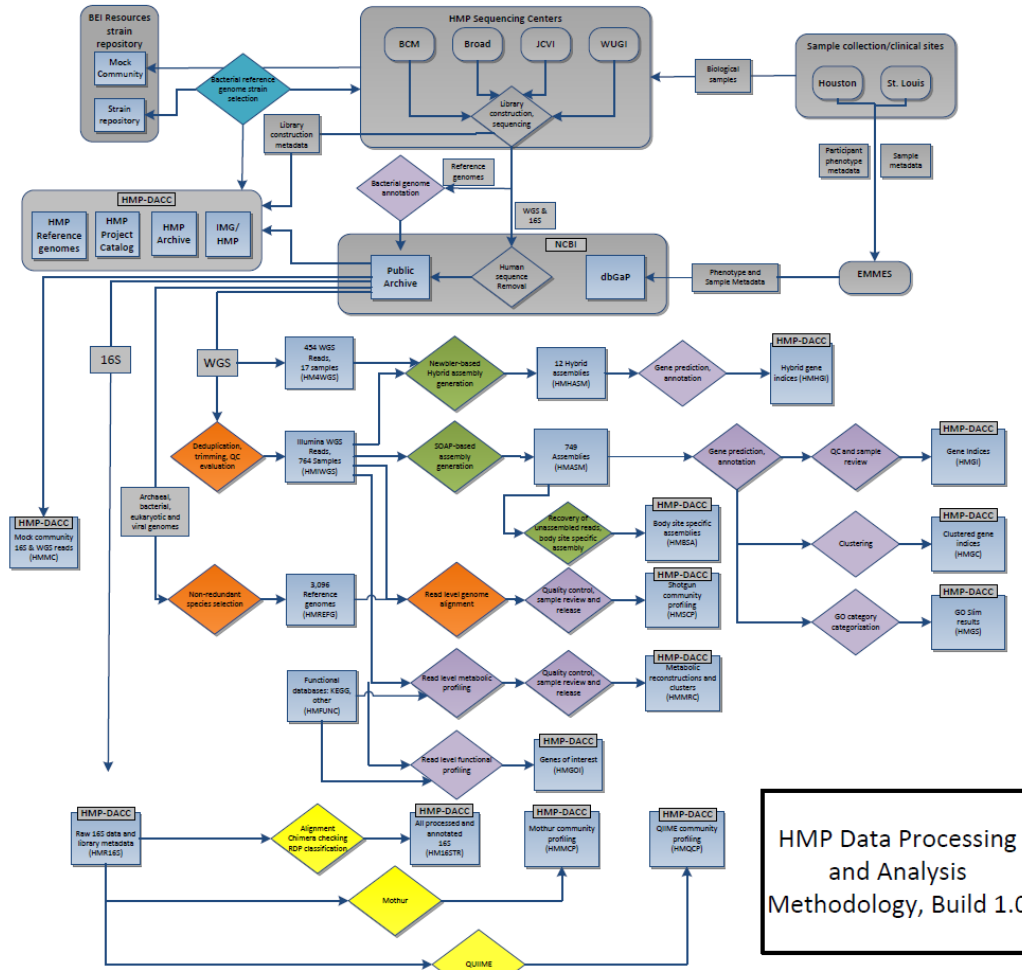 BEI Resources
strain
repository
Mock
Community
Strain
repository
Bacterial reference
genome strain
selection
HMP Sequencing Centers
BCM
Broad
JCVI
WUGI
Library
construction,
sequencing
Biological
samples
Sample collection/clinical sites
Houston
St. Louis
Library
construction
metadata
Participant
phenotype
metadata
Sample
metadata
Reference
genomes
Bacterial genome
annotation
WGS &
16S
HMP-DACC
HMP
Reference
genomes
HMP
Project
Catalog
HMP
Archive
IMG/
HMP
NCBI
Public
Archive
Human
sequence
Removal
dbGaP
Phenotype and
Sample Metadata
EMMES
16S
WGS
454 WGS
Reads,
17 samples
(HM4WGS)
Newbler-based
Hybrid assembly
generation
12 Hybrid
assemblies
(HMHASM)
Gene prediction,
annotation
HMP-DACC
Hybrid gene
indices (HMHGI)
Deduplication,
trimming, QC
evaluation
Illumina WGS
Reads,
764 Samples
(HMIWGS)
SOAP-based
assembly
generation
749
Assemblies
(HMASM)
Gene prediction,
annotation
QC and sample
review
HMP-DACC
Gene Indices
(HMGI)
Archaeal,
bacterial,
eukaryotic and
viral genomes
HMP-DACC
Mock community
16S & WGS reads
(HMMC)
Recovery of
unassembled reads,
body site specific
assembly
HMP-DACC
Body site specific
assemblies
(HMBSA)
Clustering
HMP-DACC
Clustered gene
indices
(HMGC)
Non-redundant
species selection
3,096
Reference
genomes
(HMREFG)
Read level genome
alignment
Quality control,
sample review and
release
HMP-DACC
Shotgun
community
profiling
(HMSCP)
GO category
categorization
HMP-DACC
GO Slim
results
(HMGS)
Functional
databases: KEGG,
other
(HMFUNC)
Read level metabolic
profiling
Quality control,
sample review and
release
HMP-DACC
Metabolic
reconstructions and
clusters
(HMMRC)
Read level functional
profiling
HMP-DACC
Genes of interest
(HMGOI)
HMP-DACC
Raw 16S data and
library metadata
(HMR16S)
Alignment
Chimera checking
RDP classification
HMP-DACC
All processed and
annotated
16S
(HM16STR)
HMP-DACC
Mothur community
profiling
(HMMCP)
HMP-DACC
QIIME community
profiling
(HMQCP)
Mothur
QUIIME
HMP Data Processing
and Analysis
Methodology, Build 1.0